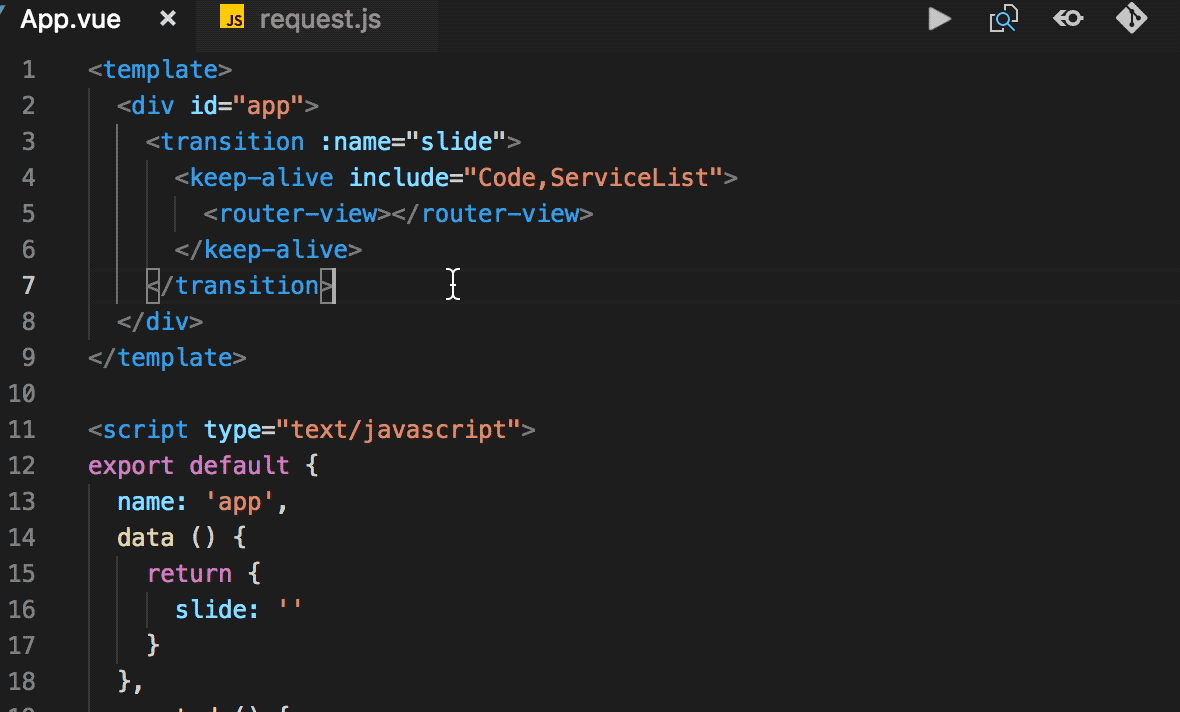 App.vue × JS request.js
1 <template>
2 <div id="app">
3 <transition :name="slide">
4 <keep-alive include="Code,ServiceList">
5 <router-view></router-view>
6 </keep-alive>
7 </transition>
8 </div>
9 </template>
10
11 <script type="text/javascript">
12 export default {
13 name: 'app',
14 data () {
15 return {
16 slide: ''
17 }
18 },